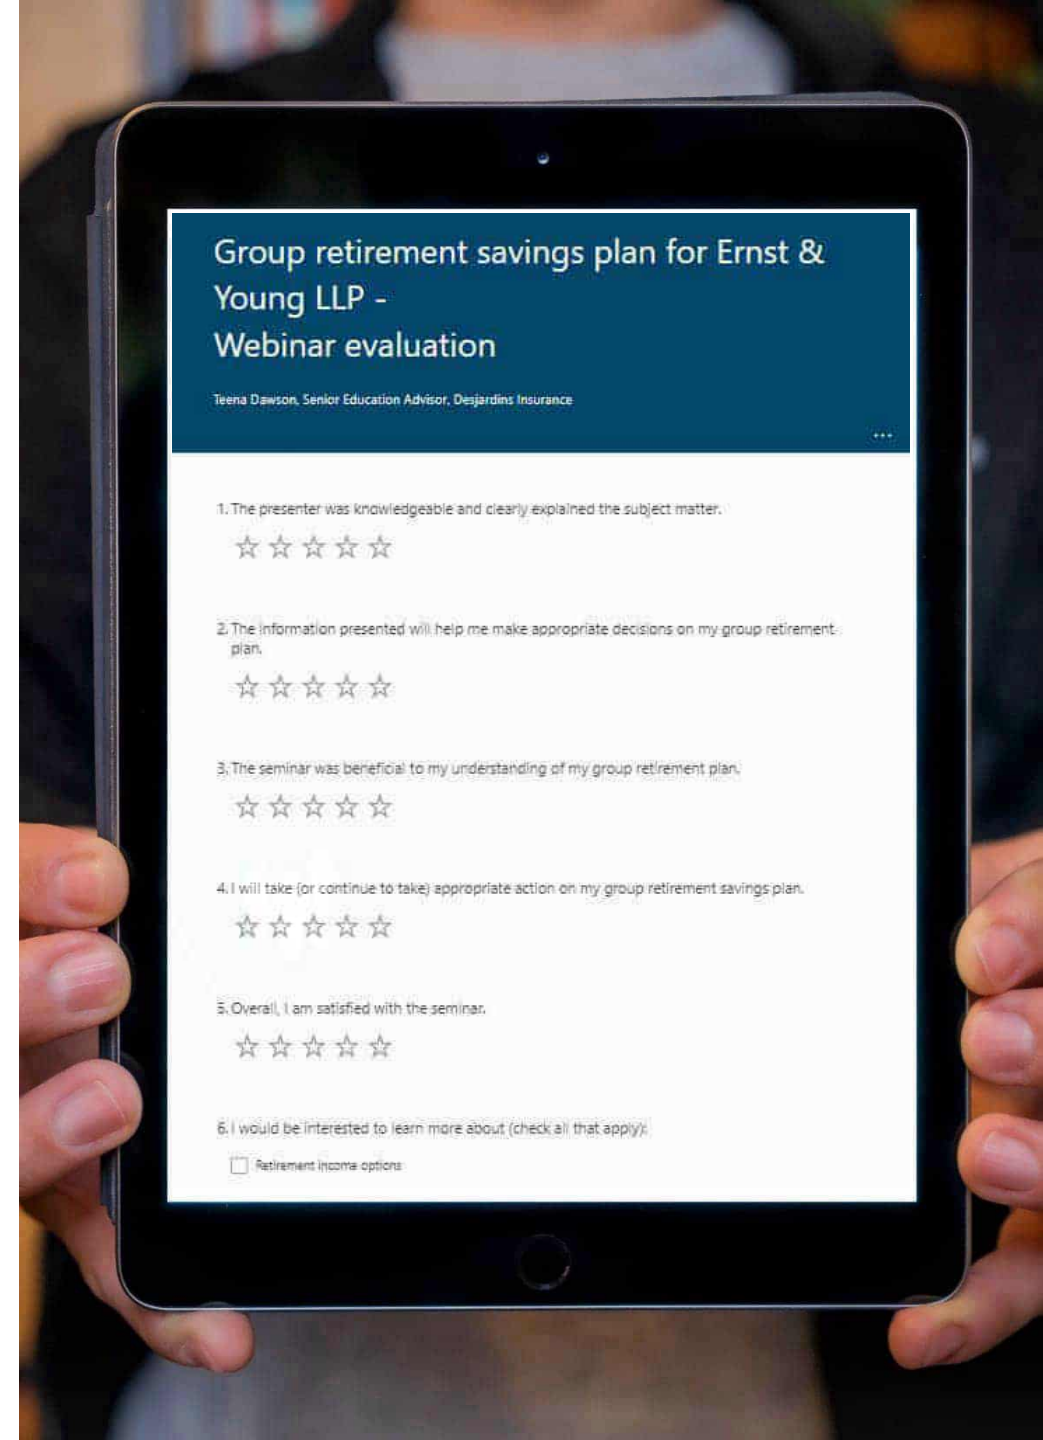 Group retirement savings plan for Ernst &
Young LLP -
Webinar evaluation
Teena Dawson, Senior Education Advisor, Desjardins Insurance
1. The presenter was knowledgeable and clearly explained the subject matter.
2. The information presented will help me make appropriate decisions on my group retirement
plan.
3. The seminar was beneficial to my understanding of my group retirement plan.
4. I will take (or continue to take) appropriate action on my group retirement savings plan.
5. Overall, I am satisfied with the seminar.
6. I would be interested to learn more about (check all that apply):
Retirement income options